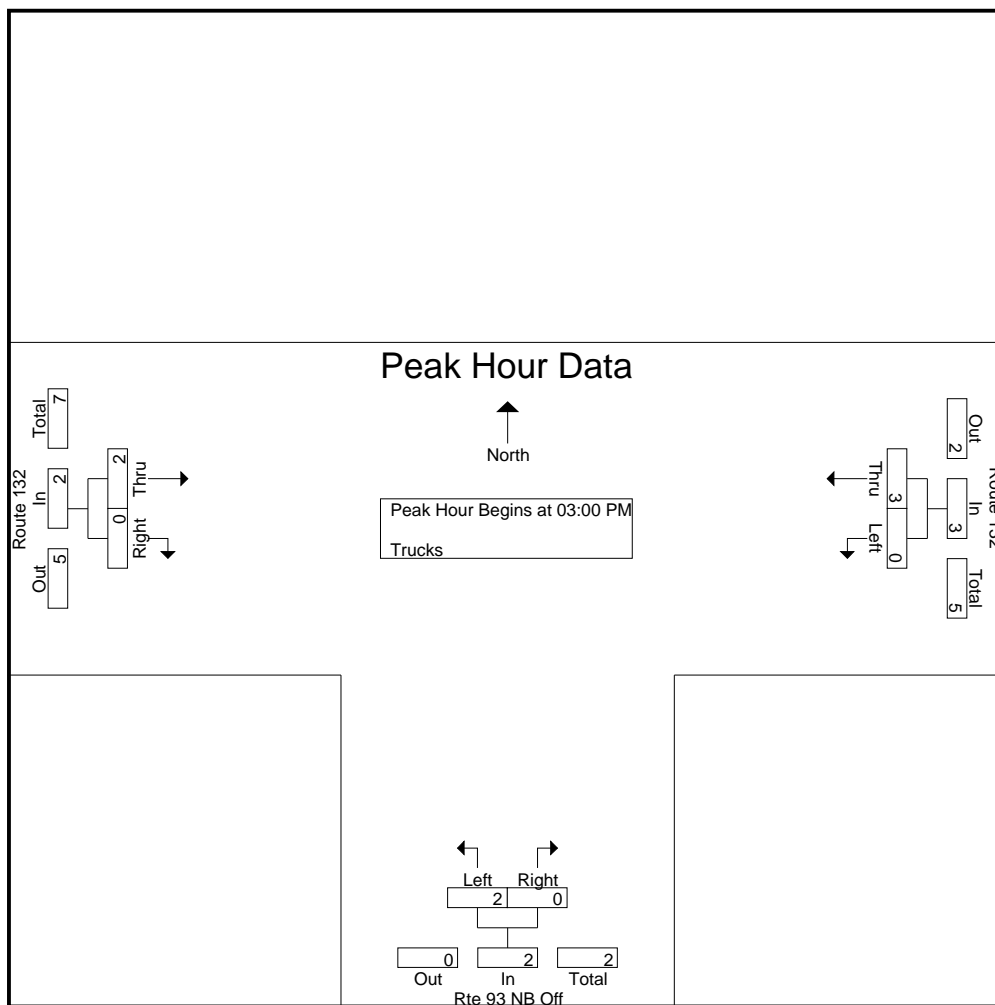 Peak Hour Data
North
Peak Hour Begins at 03:00 PM
Trucks
Route 132
Total
7
In
2
Out
5
Thru
2
Right
0
Thru
3
Left
0
Out
2
In
3
Total
5
Route 132
Left
2
Right
0
Out
0
In
2
Total
2
Rte 93 NB Off